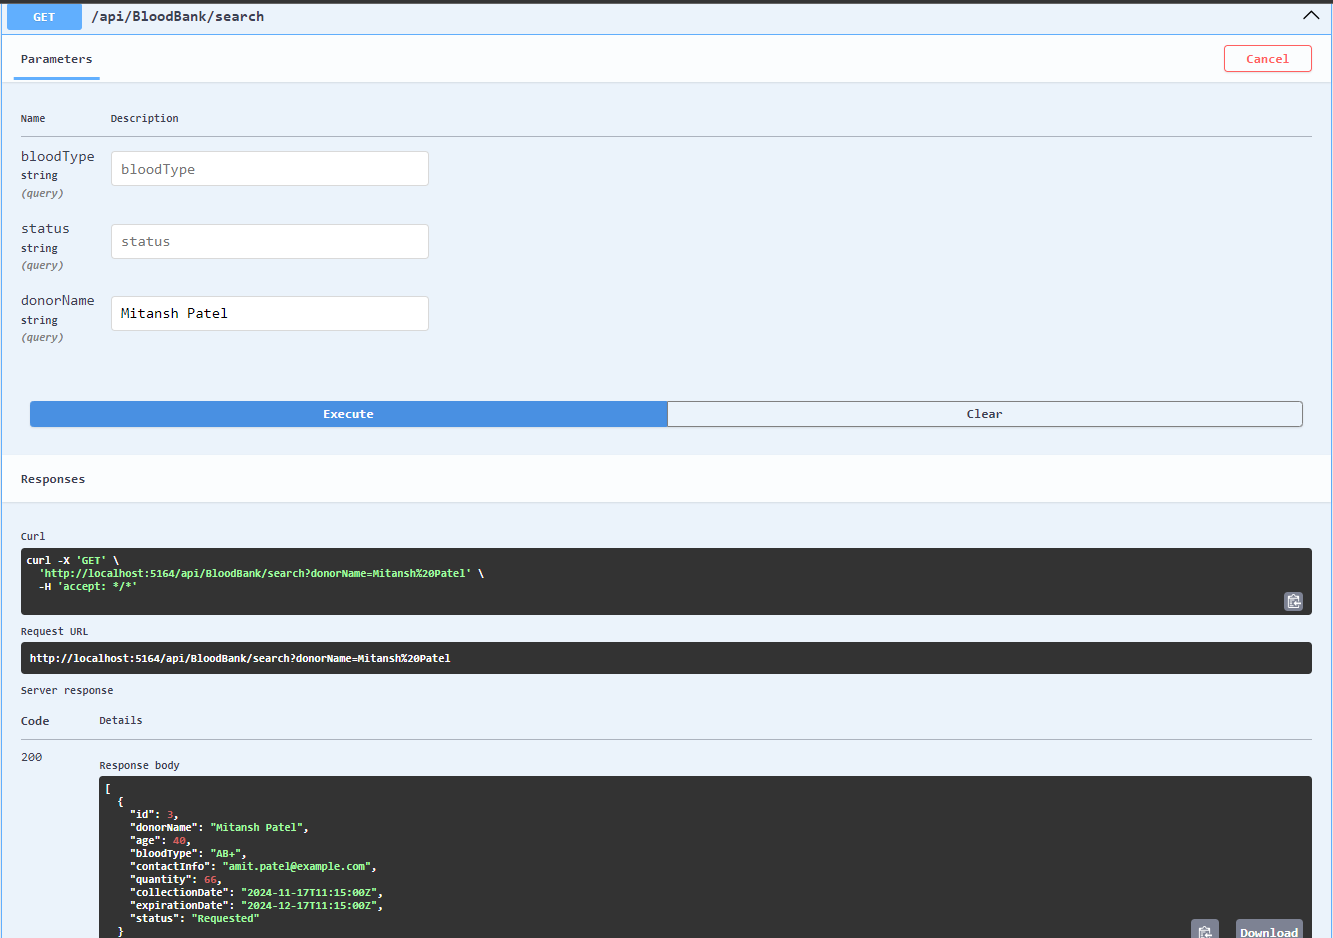 GET /api/BloodBank/search
Parameters
Cancel
Name Description
bloodType
string
(query)
bloodType
status
string
(query)
status
donorName
string
(query)
Mitansh Patel
Execute Clear
Responses
Curl
curl -X 'GET' \
'http://localhost:5164/api/BloodBank/search?donorName=Mitansh%20Patel' \
-H 'accept: */*'
Request URL
http://localhost:5164/api/BloodBank/search?donorName=Mitansh%20Patel
Server response
Code Details
200
Response body
[
{
"id": 3,
"donorName": "Mitansh Patel",
"age": 40,
"bloodType": "AB+",
"contactInfo": "amit.patel@example.com",
"quantity": 66,
"collectionDate": "2024-11-17T11:15:00Z",
"expirationDate": "2024-12-17T11:15:00Z",
"status": "Requested"
}
Download